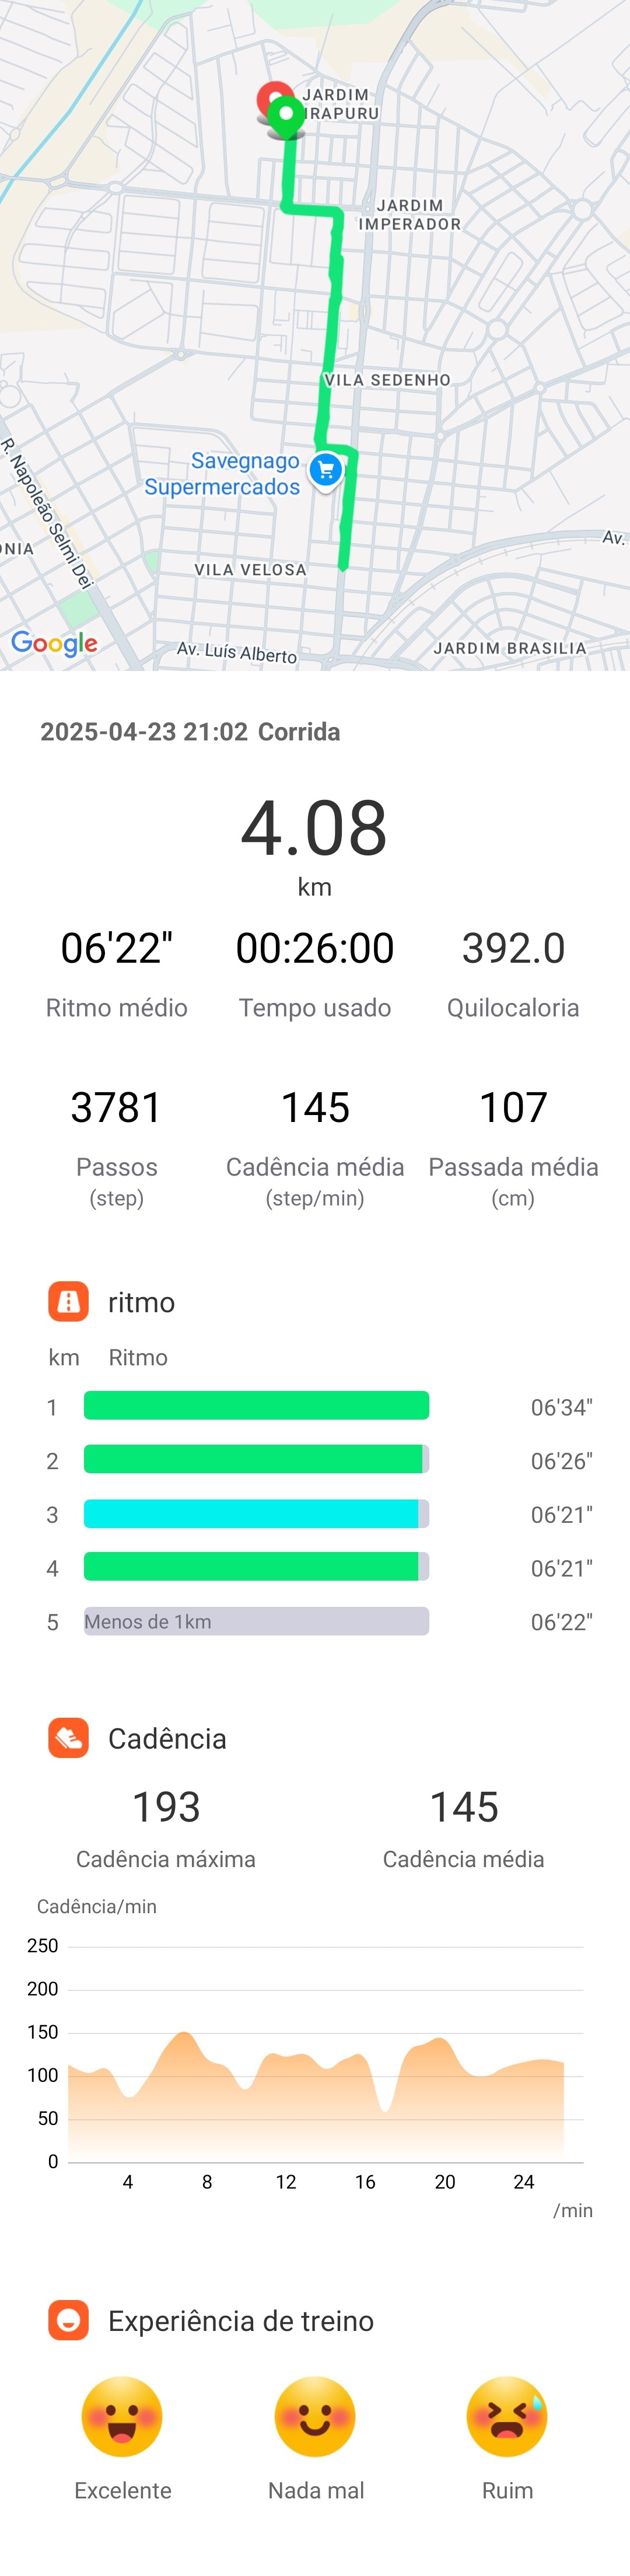 JARDIM
IRAPURU
JARDIM
IMPERADOR
VILA SEDENHO
Savegnago
Supermercados
R. Napoleão Selmi Dei
ONIA
Av.
VILA VELOSA
Google
Av. Luís Alberto
JARDIM BRASILIA
2025-04-23 21:02 Corrida
4.08
km
06'22" 00:26:00 392.0
Ritmo médio Tempo usado Quilocaloria
3781 145 107
Passos Cadência média Passada média
(step) (step/min) (cm)
ritmo
km Ritmo
1 06'34"
2 06'26"
3 06'21"
4 06'21"
5 Menos de 1km 06'22"
Cadência
193 145
Cadência máxima Cadência média
Cadência/min
250
200
150
100
50
0
4 8 12 16 20 24
/min
Experiência de treino
Excelente Nada mal Ruim